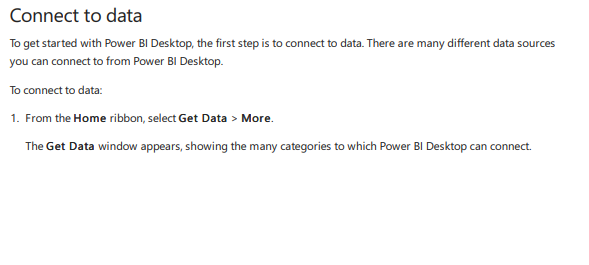 Connect to data
To get started with Power BI Desktop, the first step is to connect to data. There are many different data sources
you can connect to from Power BI Desktop.
To connect to data:
1. From the Home ribbon, select Get Data > More.
The Get Data window appears, showing the many categories to which Power BI Desktop can connect.